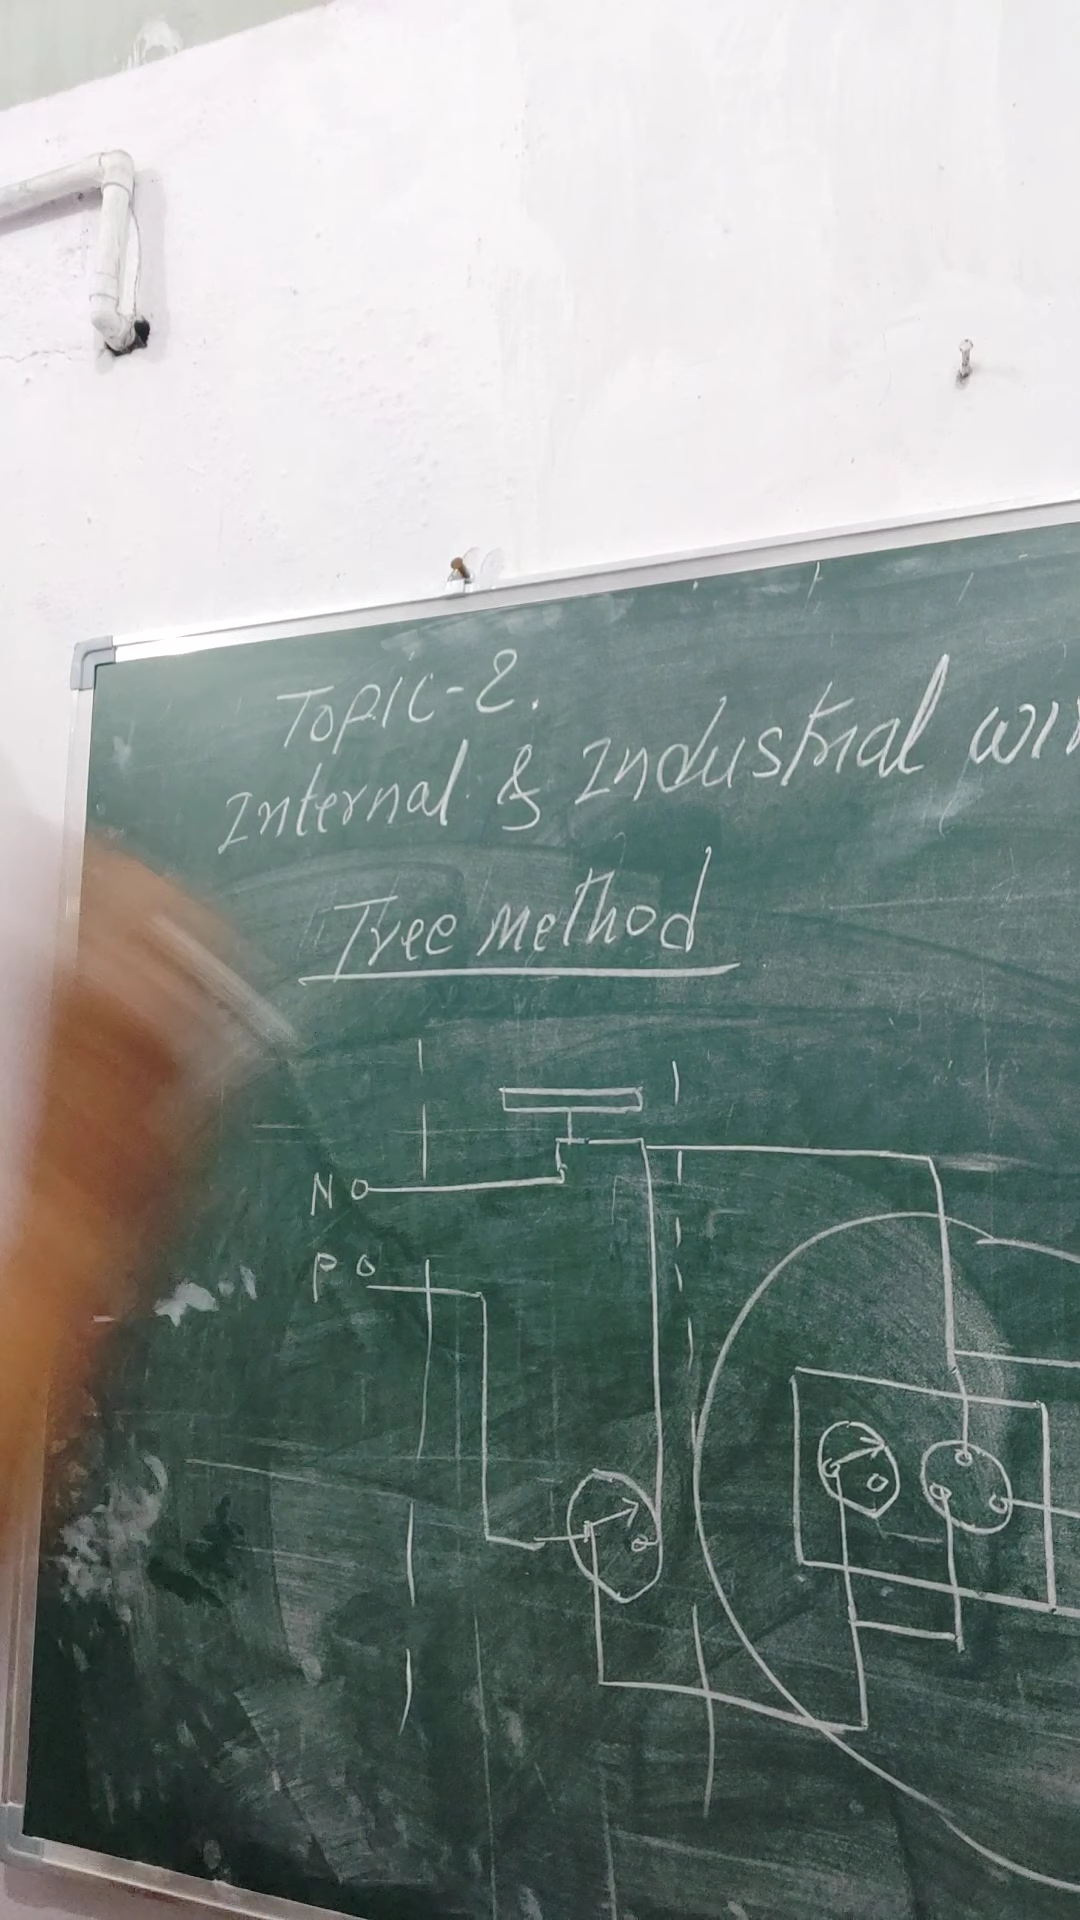 Topic-2.
Internal & Industrial
Tree method
N
P